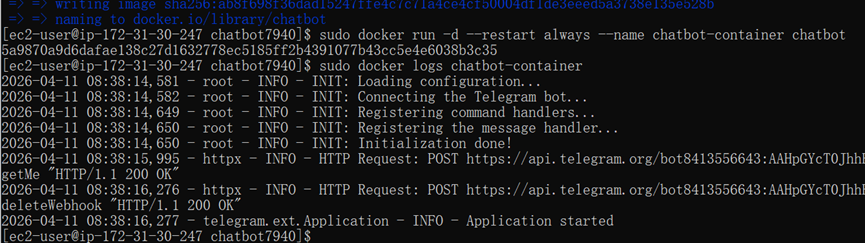 => => writing image sha256:ab8f698f36dad15247ffe4c7c71a4ce4cf50004df1de3eeed5a3738e135e528b
=> => naming to docker.io/library/chatbot
[ec2-user@ip-172-31-30-247 chatbot7940]$ sudo docker run -d --restart always --name chatbot-container chatbot
5a9870a9d6dafae138c27d1632778ec5185ff2b4391077b43cc5e4e6038b3c35
[ec2-user@ip-172-31-30-247 chatbot7940]$ sudo docker logs chatbot-container
2026-04-11 08:38:14,581 - root - INFO - INIT: Loading configuration...
2026-04-11 08:38:14,582 - root - INFO - INIT: Connecting the Telegram bot...
2026-04-11 08:38:14,649 - root - INFO - INIT: Registering command handlers...
2026-04-11 08:38:14,650 - root - INFO - INIT: Registering the message handler...
2026-04-11 08:38:14,650 - root - INFO - INIT: Initialization done!
2026-04-11 08:38:15,995 - httpx - INFO - HTTP Request: POST https://api.telegram.org/bot8413556643:AAHpGYcT0Jhh
getMe "HTTP/1.1 200 OK"
2026-04-11 08:38:16,276 - httpx - INFO - HTTP Request: POST https://api.telegram.org/bot8413556643:AAHpGYcT0Jhh
deleteWebhook "HTTP/1.1 200 OK"
2026-04-11 08:38:16,277 - telegram.ext.Application - INFO - Application started
[ec2-user@ip-172-31-30-247 chatbot7940]$